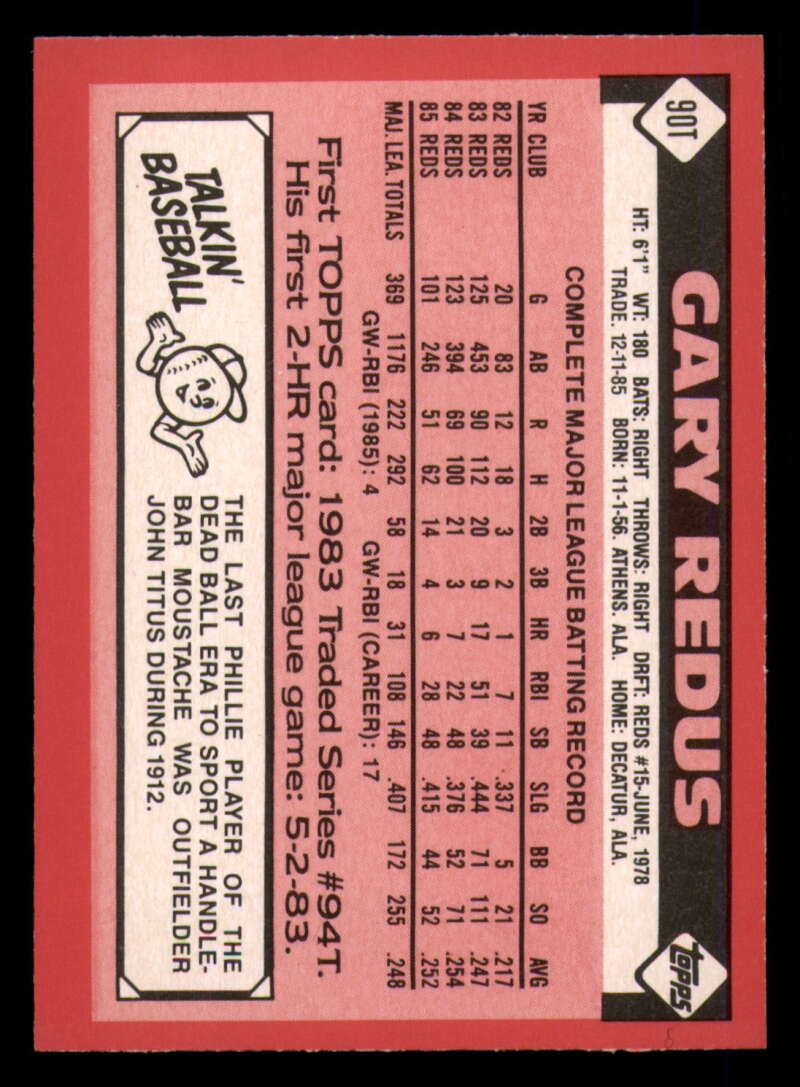 90T
GARY REDUS
topps
HT: 6'1" WT: 180 BATS: RIGHT THROWS: RIGHT DRFT: REDS #15-JUNE, 1978
TRADE. 12-11-85 BORN: 11-1-56. ATHENS. ALA. HOME: DECATUR, ALA.
COMPLETE MAJOR LEAGUE BATTING RECORD
YR CLUB G AB R H 2B 3B HR RBI SB SLG BB SO AVG
82 REDS 20 83 12 18 3 2 1 7 11 .337 5 21 .217
83 REDS 125 453 90 112 20 9 17 51 39 .444 71 111 .247
84 REDS 123 394 69 100 21 3 7 22 48 .376 52 71 .254
85 REDS 101 246 51 62 14 4 6 28 48 .415 44 52 .252
MAJ. LEA. TOTALS 369 1176 222 292 58 18 31 108 146 .407 172 255 .248
GW-RBI (1985): 4 GW-RBI (CAREER): 17
First TOPPS card: 1983 Traded Series #94T.
His first 2-HR major league game: 5-2-83.
TALKIN'
BASEBALL
THE LAST PHILLIE PLAYER OF THE
DEAD BALL ERA TO SPORT A HANDLE-
BAR MOUSTACHE WAS OUTFIELDER
JOHN TITUS DURING 1912.